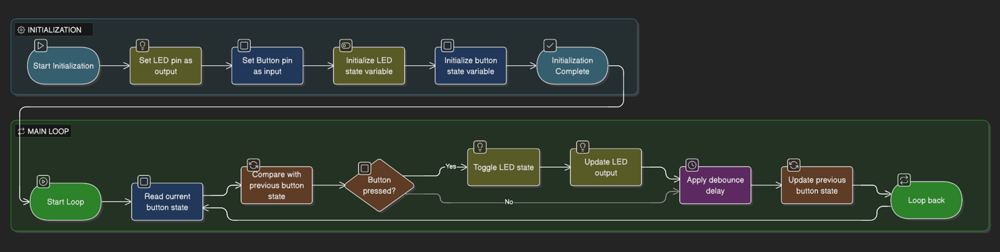 INITIALIZATION
Start Initialization
Set LED pin as
output
Set Button pin
as input
Initialize LED
state variable
Initialize button
state variable
Initialization
Complete
MAIN LOOP
Start Loop
Read current
button state
Compare with
previous button
state
Button
pressed?
Yes
No
Toggle LED state
Update LED
output
Apply debounce
delay
Update previous
button state
Loop back